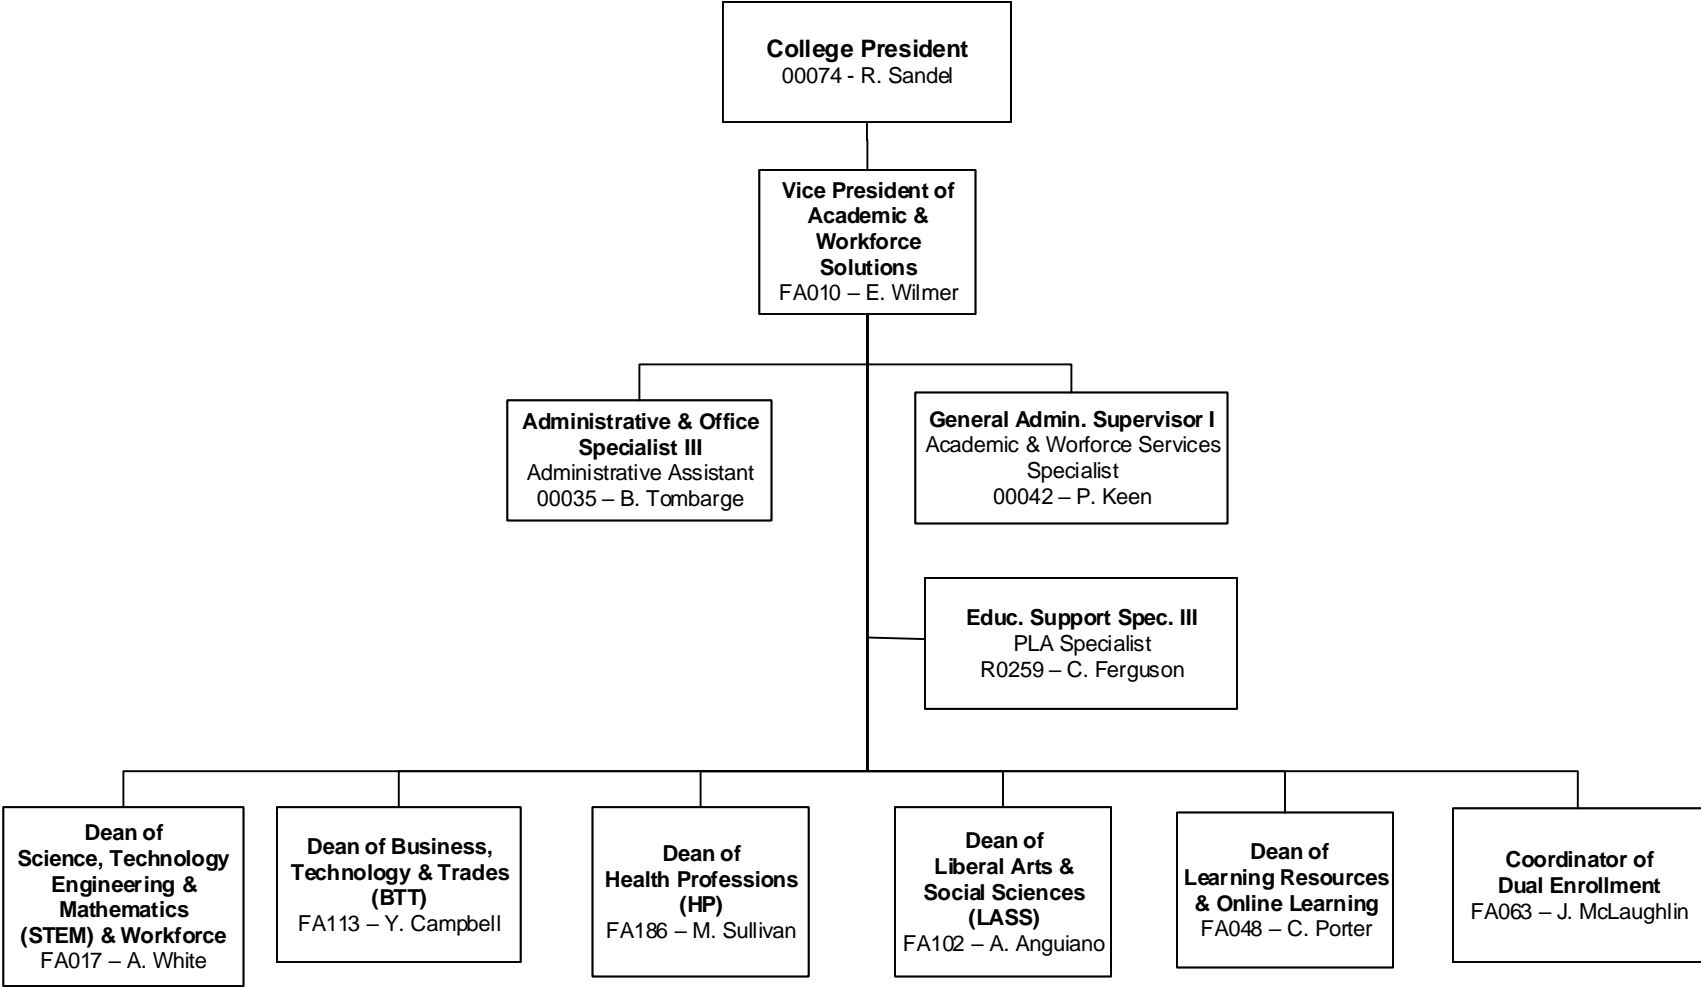 College President
00074 - R. Sandel
Vice President of
Academic &
Workforce
Solutions
FA010 – E. Wilmer
Administrative & Office
Specialist III
Administrative Assistant
00035 – B. Tombarge
General Admin. Supervisor I
Academic & Worforce Services
Specialist
00042 – P. Keen
Educ. Support Spec. III
PLA Specialist
R0259 – C. Ferguson
Dean of
Science, Technology
Engineering &
Mathematics
(STEM) & Workforce
FA017 – A. White
Dean of Business,
Technology & Trades
(BTT)
FA113 – Y. Campbell
Dean of
Health Professions
(HP)
FA186 – M. Sullivan
Dean of
Liberal Arts &
Social Sciences
(LASS)
FA102 – A. Anguiano
Dean of
Learning Resources
& Online Learning
FA048 – C. Porter
Coordinator of
Dual Enrollment
FA063 – J. McLaughlin